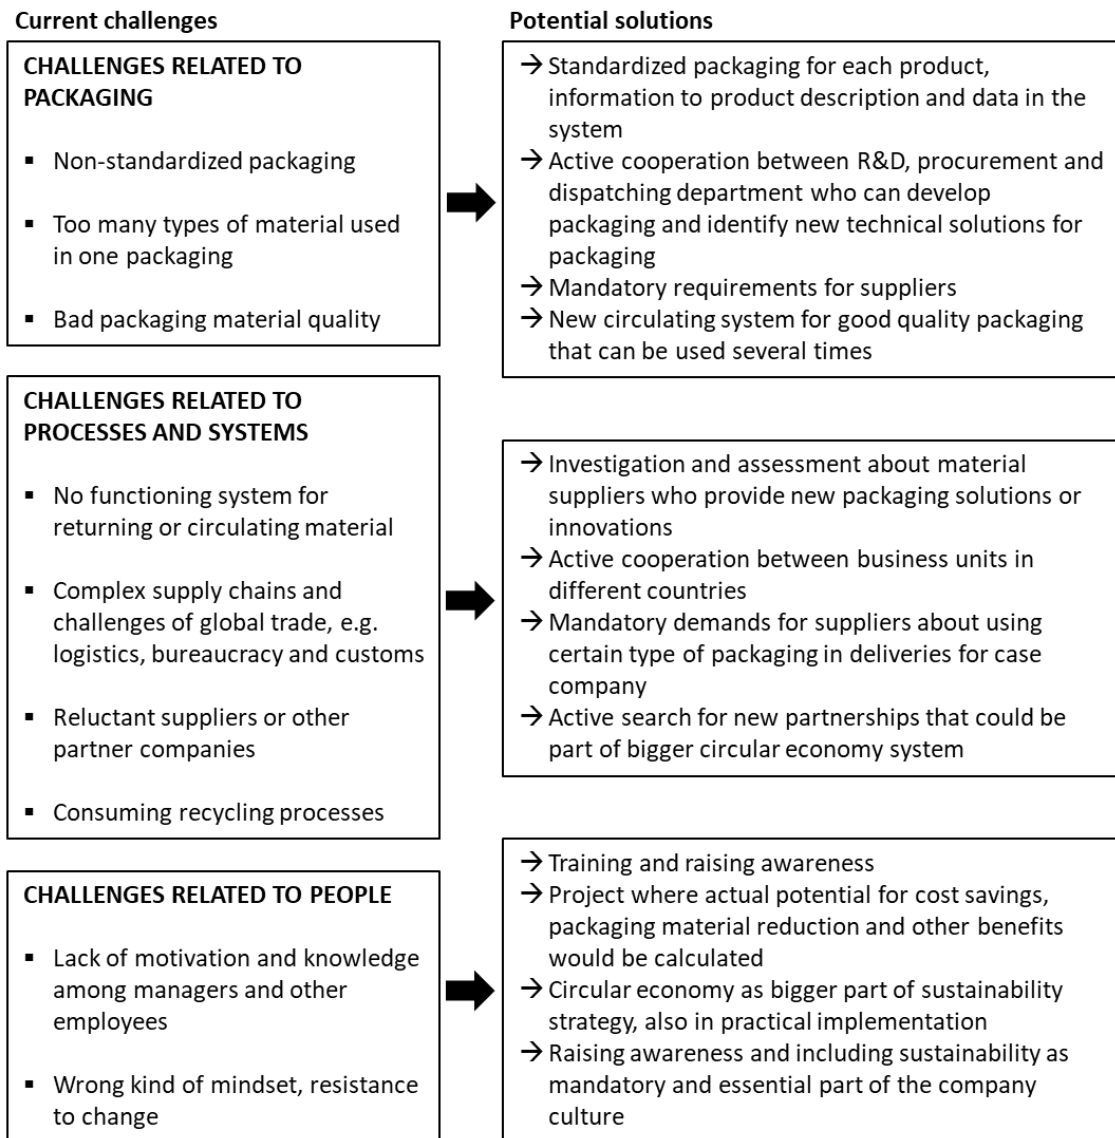 Current challenges
Potential solutions
CHALLENGES RELATED TO
PACKAGING
▪ Non-standardized packaging
▪ Too many types of material used
in one packaging
▪ Bad packaging material quality
→ Standardized packaging for each product,
information to product description and data in the
system
→ Active cooperation between R&D, procurement and
dispatching department who can develop
packaging and identify new technical solutions for
packaging
→ Mandatory requirements for suppliers
→ New circulating system for good quality packaging
that can be used several times
CHALLENGES RELATED TO
PROCESSES AND SYSTEMS
▪ No functioning system for
returning or circulating material
▪ Complex supply chains and
challenges of global trade, e.g.
logistics, bureaucracy and customs
▪ Reluctant suppliers or other
partner companies
▪ Consuming recycling processes
→ Investigation and assessment about material
suppliers who provide new packaging solutions or
innovations
→ Active cooperation between business units in
different countries
→ Mandatory demands for suppliers about using
certain type of packaging in deliveries for case
company
→ Active search for new partnerships that could be
part of bigger circular economy system
CHALLENGES RELATED TO PEOPLE
▪ Lack of motivation and knowledge
among managers and other
employees
▪ Wrong kind of mindset, resistance
to change
→ Training and raising awareness
→ Project where actual potential for cost savings,
packaging material reduction and other benefits
would be calculated
→ Circular economy as bigger part of sustainability
strategy, also in practical implementation
→ Raising awareness and including sustainability as
mandatory and essential part of the company
culture